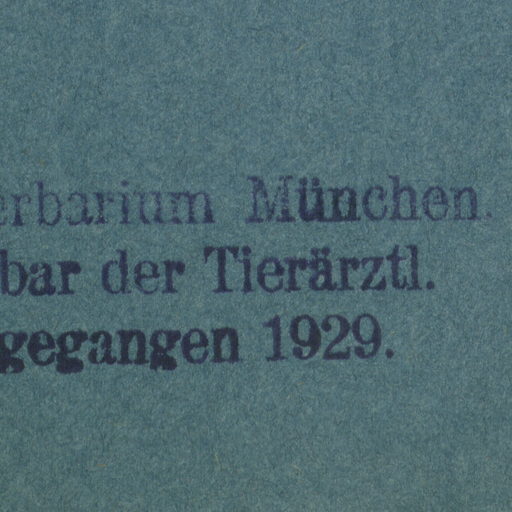 erbarium München.
bar der Tierärztl.
gegangen 1929.